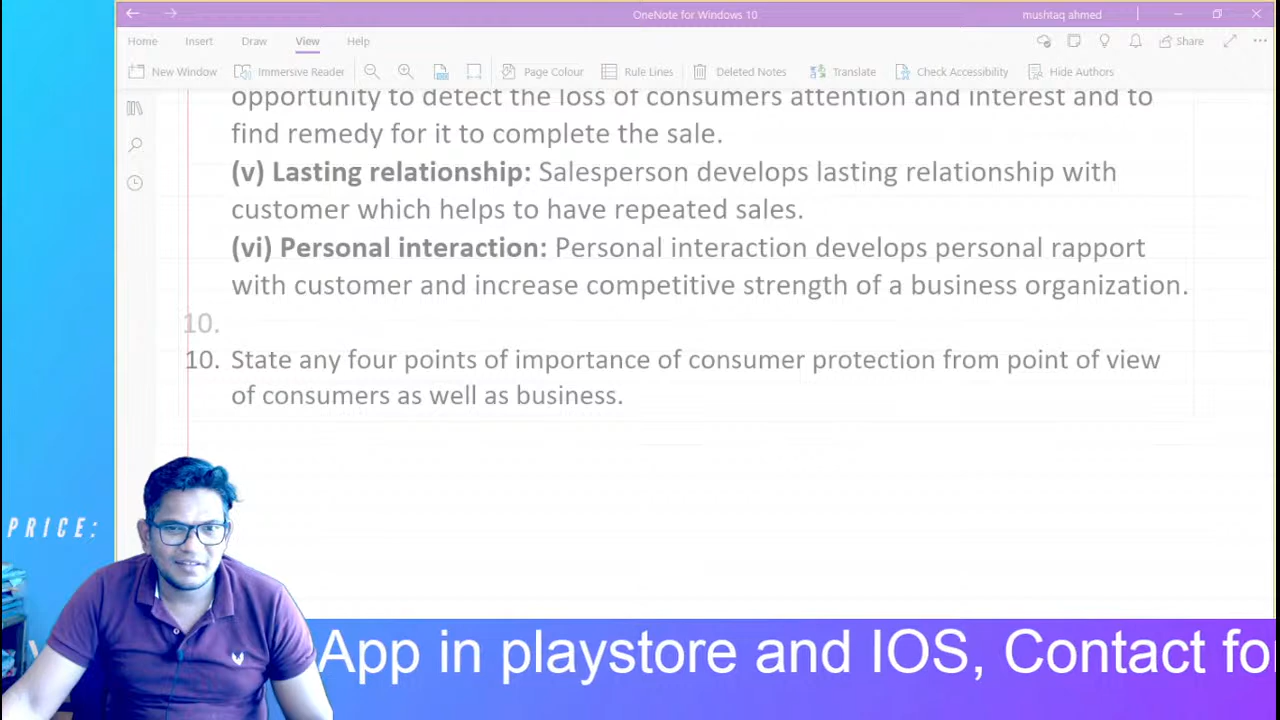 OneNote for Windows 10
mushtaq ahmed
Home Insert Draw View Help
Share
New Window Immersive Reader Page Colour Rule Lines Deleted Notes Translate Check Accessibility Hide Authors
opportunity to detect the loss of consumers attention and interest and to
find remedy for it to complete the sale.
(v) Lasting relationship: Salesperson develops lasting relationship with
customer which helps to have repeated sales.
(vi) Personal interaction: Personal interaction develops personal rapport
with customer and increase competitive strength of a business organization.
10.
10. State any four points of importance of consumer protection from point of view
of consumers as well as business.
PRICE:
App in playstore and IOS, Contact fo